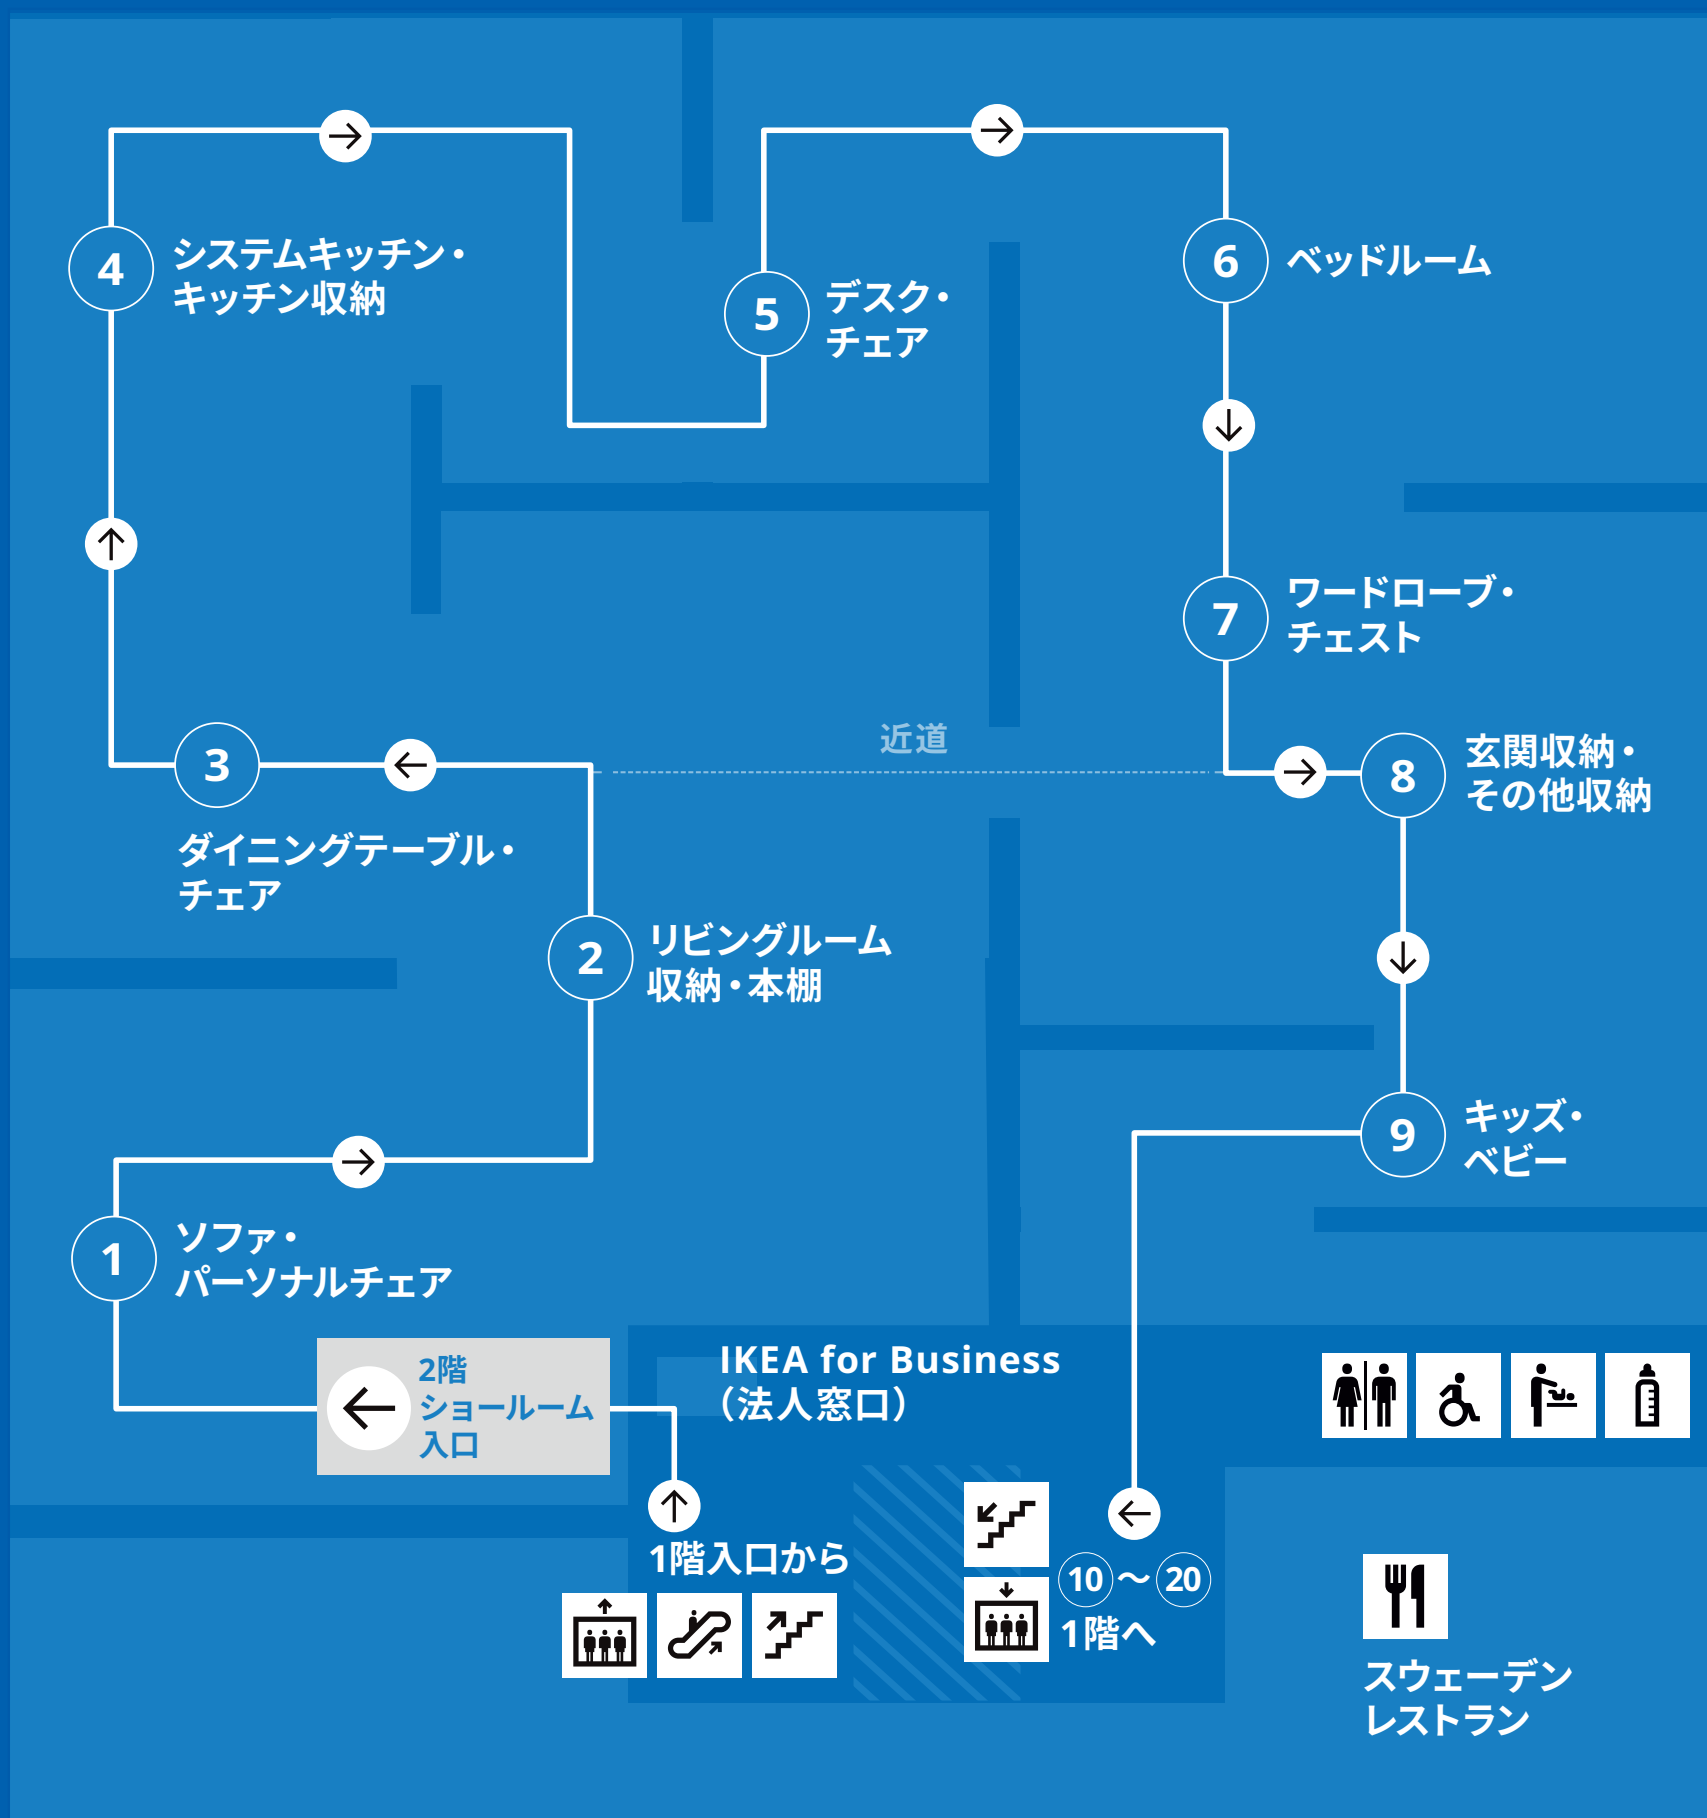 4
システムキッチン・
キッチン収納
5
デスク・
チェア
6
ベッドルーム
7
ワードローブ・
チェスト
近道
3
ダイニングテーブル・
チェア
8
玄関収納・
その他収納
2
リビングルーム
収納・本棚
9
キッズ・
ベビー
1
ソファ・
パーソナルチェア
2階
ショールーム
入口
IKEA for Business
（法人窓口）
1階入口から
10～20
1階へ
スウェーデン
レストラン